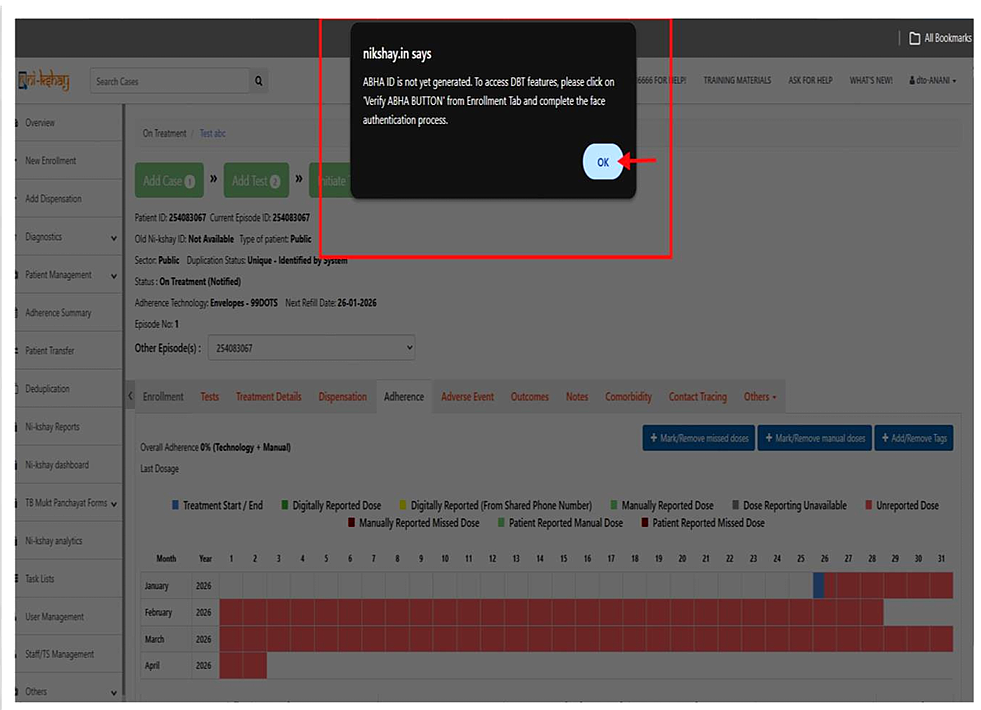 All Bookmarks
nikshay.in says
ABHA ID is not yet generated. To access DBT features, please click on
'Verify ABHA BUTTON' from Enrollment Tab and complete the face
authentication process.
OK
ni-kshay
Search Cases
6666 FOR HELP!
TRAINING MATERIALS
ASK FOR HELP
WHAT'S NEW!
dto-ANANI
Overview
New Enrollment
Add Dispensation
Diagnostics
Patient Management
Adherence Summary
Patient Transfer
Deduplication
Ni-kshay Reports
Ni-kshay dashboard
TB Mukt Panchayat Forms
Ni-kshay analytics
Task Lists
User Management
Staff/TS Management
Others
On Treatment / Test abc
Add Case 1 » Add Test 2 » Initiate
Patient ID: 254083067 Current Episode ID: 254083067
Old Ni-kshay ID: Not Available Type of patient: Public
Sector: Public Duplication Status: Unique - Identified by System
Status : On Treatment (Notified)
Adherence Technology: Envelopes - 99DOTS Next Refill Date: 26-01-2026
Episode No: 1
Other Episode(s) : 254083067
Enrollment Tests Treatment Details Dispensation Adherence Adverse Event Outcomes Notes Comorbidity Contact Tracing Others
Overall Adherence 0% (Technology + Manual)
+ Mark/Remove missed doses + Mark/Remove manual doses + Add/Remove Tags
Last Dosage
Treatment Start / End Digitally Reported Dose Digitally Reported (From Shared Phone Number) Manually Reported Dose Dose Reporting Unavailable Unreported Dose
Manually Reported Missed Dose Patient Reported Manual Dose Patient Reported Missed Dose
Month Year 1 2 3 4 5 6 7 8 9 10 11 12 13 14 15 16 17 18 19 20 21 22 23 24 25 26 27 28 29 30 31
January 2026
February 2026
March 2026
April 2026